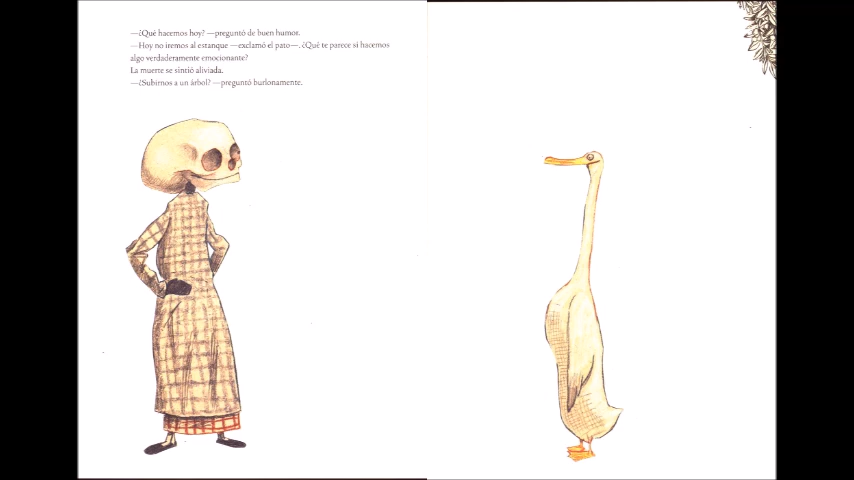 —¿Qué hacemos hoy? —preguntó de buen humor.
—Hoy no iremos al estanque —exclamó el pato—. ¿Qué te parece si hacemos
algo verdaderamente emocionante?
La muerte se sintió aliviada.
—¿Subirnos a un árbol? —preguntó burlonamente.